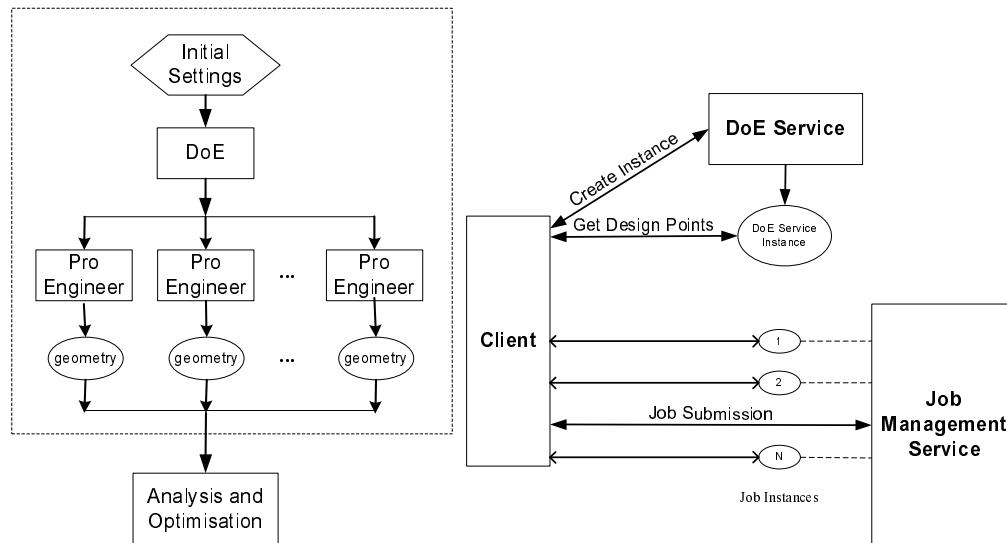 Initial
Settings
DoE
Pro
Engineer
Pro
Engineer
...
Pro
Engineer
geometry
geometry
...
geometry
Analysis and
Optimisation
DoE Service
Create Instance
Get Design Points
DoE Service
Instance
Client
1
2
Job Submission
N
Job
Management
Service
Job Instances